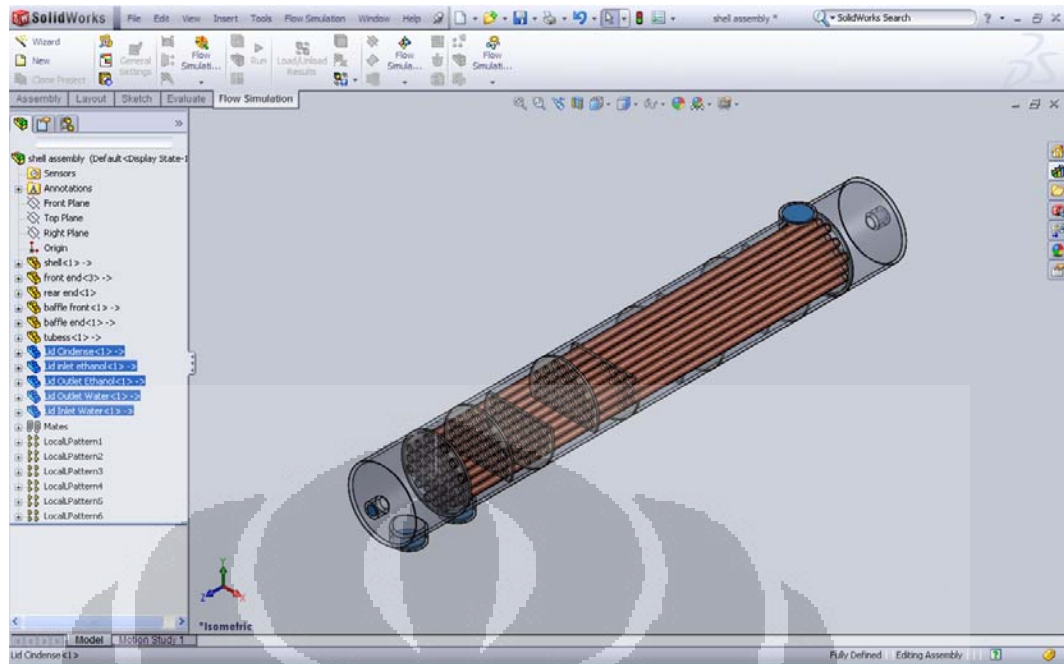 SolidWorks File Edit View Insert Tools Flow Simulation Window Help shell assembly * SolidWorks Search ?
Wizard
New
Clone Project
General Settings
Flow Simulati...
Run
Load/Unload Results
Flow Simula...
Flow Simulati...
Assembly Layout Sketch Evaluate Flow Simulation
shell assembly (Default<Display State-1
Sensors
Annotations
Front Plane
Top Plane
Right Plane
Origin
shell<1> ->
front end<3> ->
rear end<1>
baffle front<1> ->
baffle end<1> ->
tubess<1> ->
Lid Cindense<1> ->
Lid inlet ethanol<1> ->
Lid Outlet Ethanol<1> ->
Lid Outlet Water<1> ->
Lid Inlet Water<1> ->
Mates
LocalLPattern1
LocalLPattern2
LocalLPattern3
LocalLPattern4
LocalLPattern5
LocalLPattern6
Y
Z
X
*Isometric
Model Motion Study 1
Lid Cindense<1> Fully Defined Editing Assembly